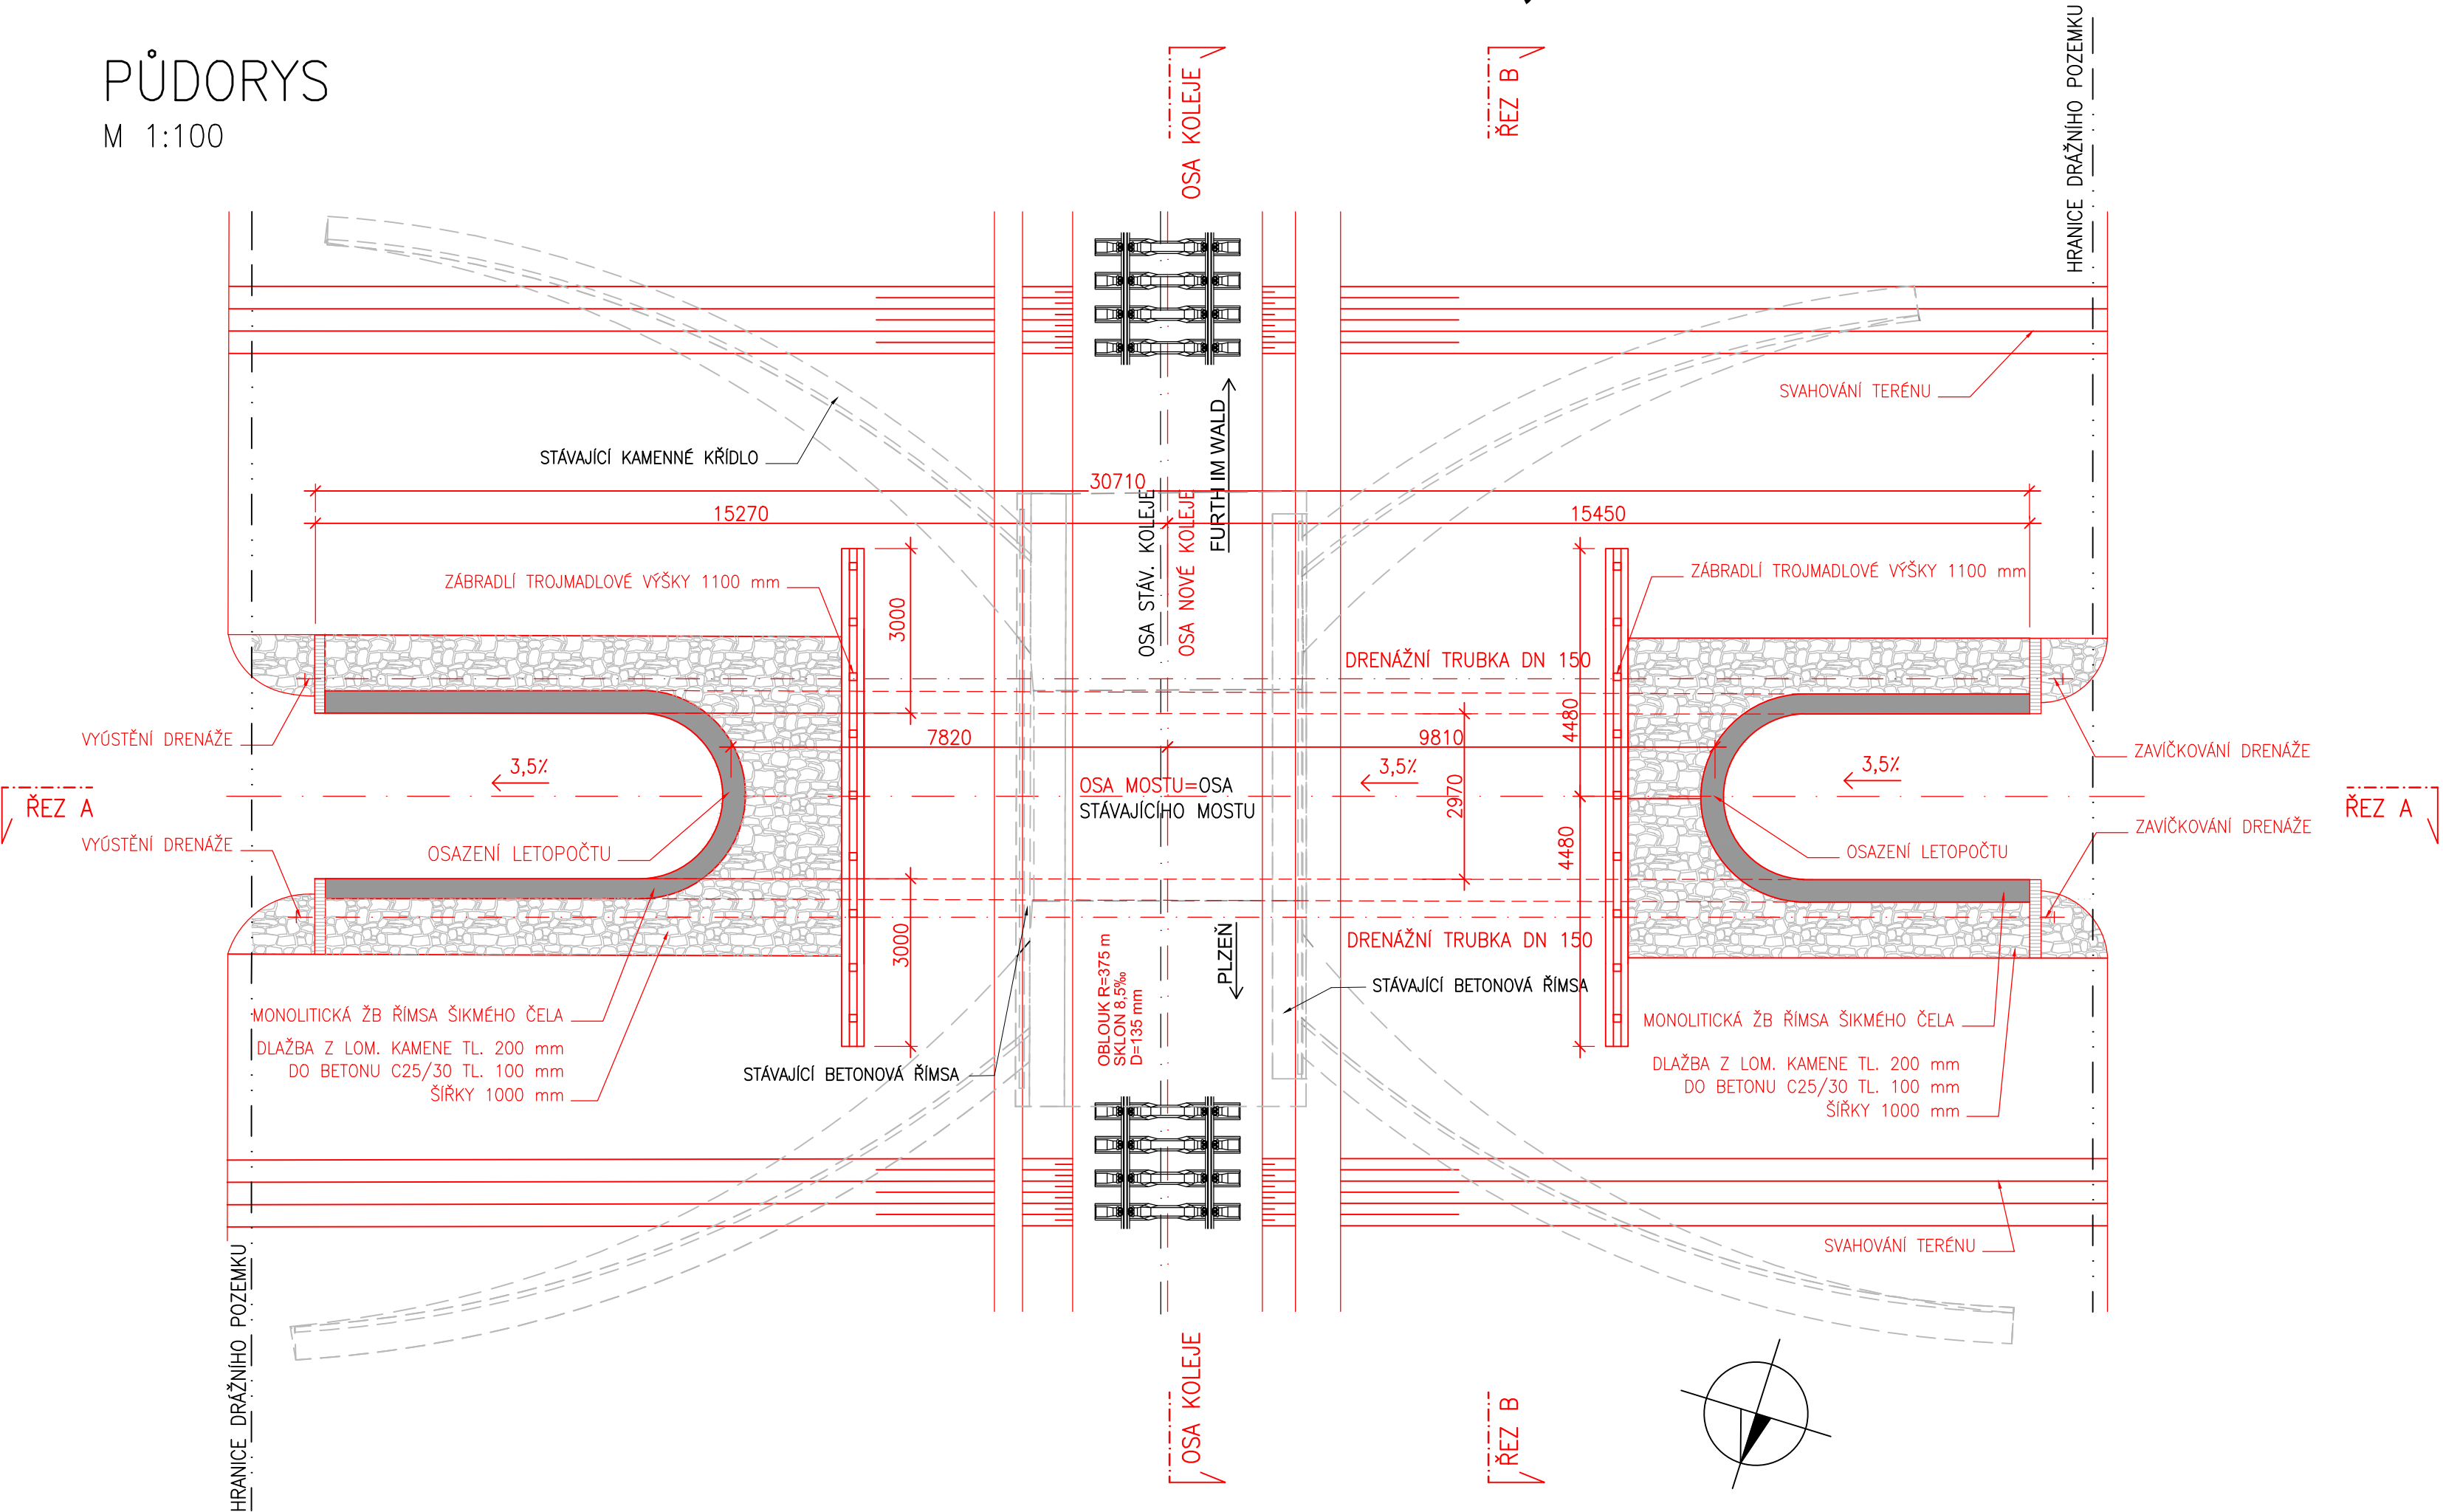 PŮDORYS
M 1:100
OSA KOLEJE
ŘEZ B
HRANICE DRÁŽNÍHO POZEMKU
SVAHOVÁNÍ TERÉNU
STÁVAJÍCÍ KAMENNÉ KŘÍDLO
FURTH IM WALD
30710
15270
15450
OSA STÁV. KOLEJE
OSA NOVÉ KOLEJE
ZÁBRADLÍ TROJMADLOVÉ VÝŠKY 1100 mm
ZÁBRADLÍ TROJMADLOVÉ VÝŠKY 1100 mm
3000
DRENÁŽNÍ TRUBKA DN 150
4480
VYÚSTĚNÍ DRENÁŽE
7820
9810
ZAVÍČKOVÁNÍ DRENÁŽE
3,5%
3,5%
3,5%
OSA MOSTU=OSA
STÁVAJÍCÍHO MOSTU
2970
ŘEZ A
ŘEZ A
VYÚSTĚNÍ DRENÁŽE
OSAZENÍ LETOPOČTU
4480
OSAZENÍ LETOPOČTU
ZAVÍČKOVÁNÍ DRENÁŽE
3000
DRENÁŽNÍ TRUBKA DN 150
PLZEŇ
OBLOUK R=375 m
SKLON 8,5‰
D=135 mm
STÁVAJÍCÍ BETONOVÁ ŘÍMSA
MONOLITICKÁ ŽB ŘÍMSA ŠIKMÉHO ČELA
DLAŽBA Z LOM. KAMENE TL. 200 mm
DO BETONU C25/30 TL. 100 mm
ŠÍŘKY 1000 mm
STÁVAJÍCÍ BETONOVÁ ŘÍMSA
MONOLITICKÁ ŽB ŘÍMSA ŠIKMÉHO ČELA
DLAŽBA Z LOM. KAMENE TL. 200 mm
DO BETONU C25/30 TL. 100 mm
ŠÍŘKY 1000 mm
SVAHOVÁNÍ TERÉNU
HRANICE DRÁŽNÍHO POZEMKU
OSA KOLEJE
ŘEZ B